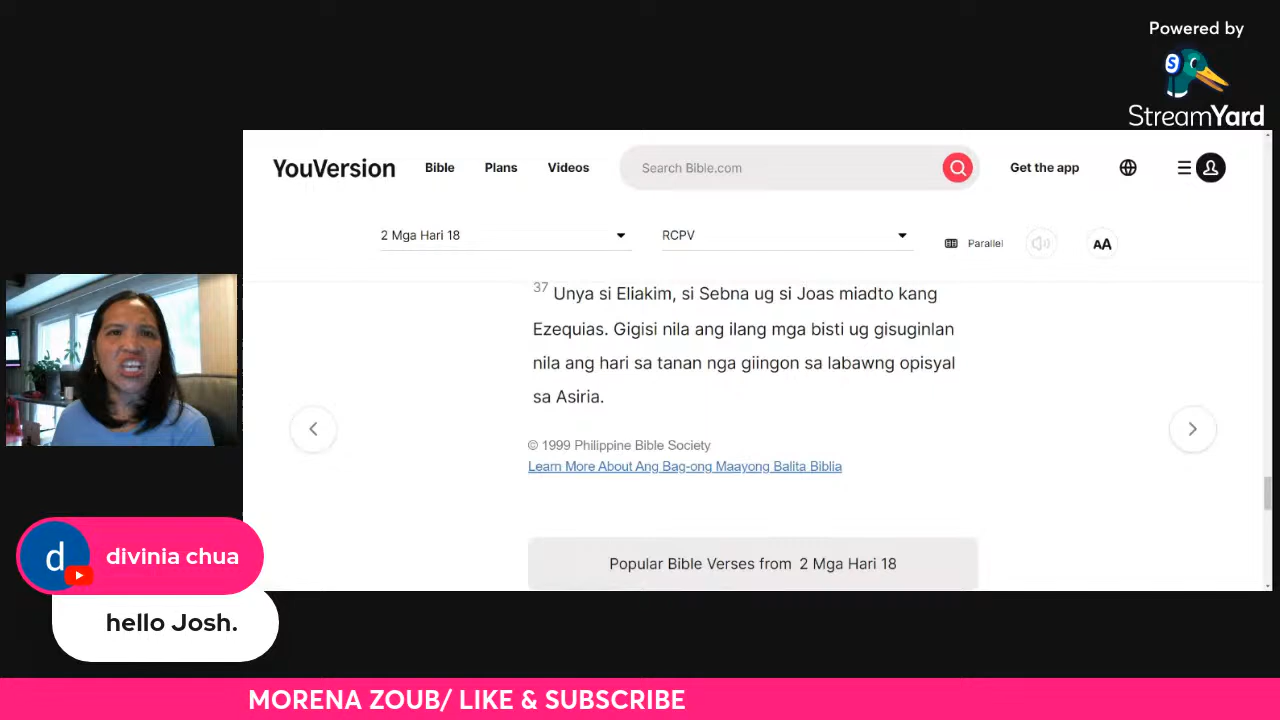 Powered by
StreamYard
YouVersion Bible Plans Videos Search Bible.com Get the app
2 Mga Hari 18 RCPV Parallel AA
37 Unya si Eliakim, si Sebna ug si Joas miadto kang
Ezequias. Gigisi nila ang ilang mga bisti ug gisuginlan
nila ang hari sa tanan nga giingon sa labawng opisyal
sa Asiria.
© 1999 Philippine Bible Society
Learn More About Ang Bag-ong Maayong Balita Biblia
Popular Bible Verses from 2 Mga Hari 18
d divinia chua
hello Josh.
MORENA ZOUB/ LIKE & SUBSCRIBE